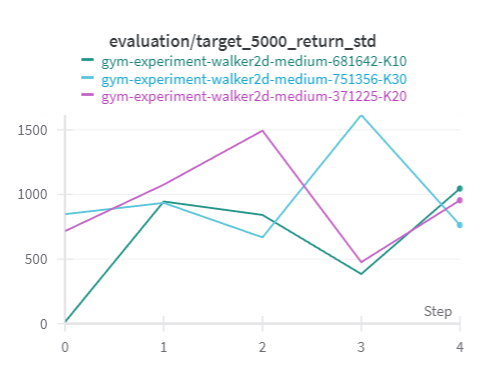 evaluation/target_5000_return_std
gym-experiment-walker2d-medium-681642-K10
gym-experiment-walker2d-medium-751356-K30
gym-experiment-walker2d-medium-371225-K20
1500
1000
500
0
Step
0 1 2 3 4